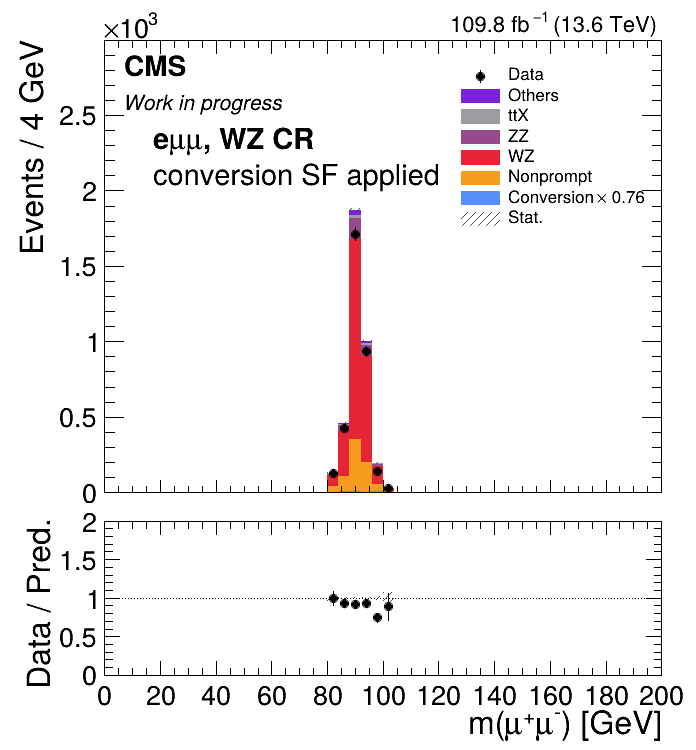 ×10³
109.8 fb⁻¹ (13.6 TeV)
CMS
Work in progress
eμμ, WZ CR
conversion SF applied
Data
Others
ttX
ZZ
WZ
Nonprompt
Conversion × 0.76
Stat.
Events / 4 GeV
2.5
2
1.5
1
0.5
0
Data / Pred.
2
1.5
1
0.5
0
0 20 40 60 80 100 120 140 160 180 200
m(μ⁺μ⁻) [GeV]